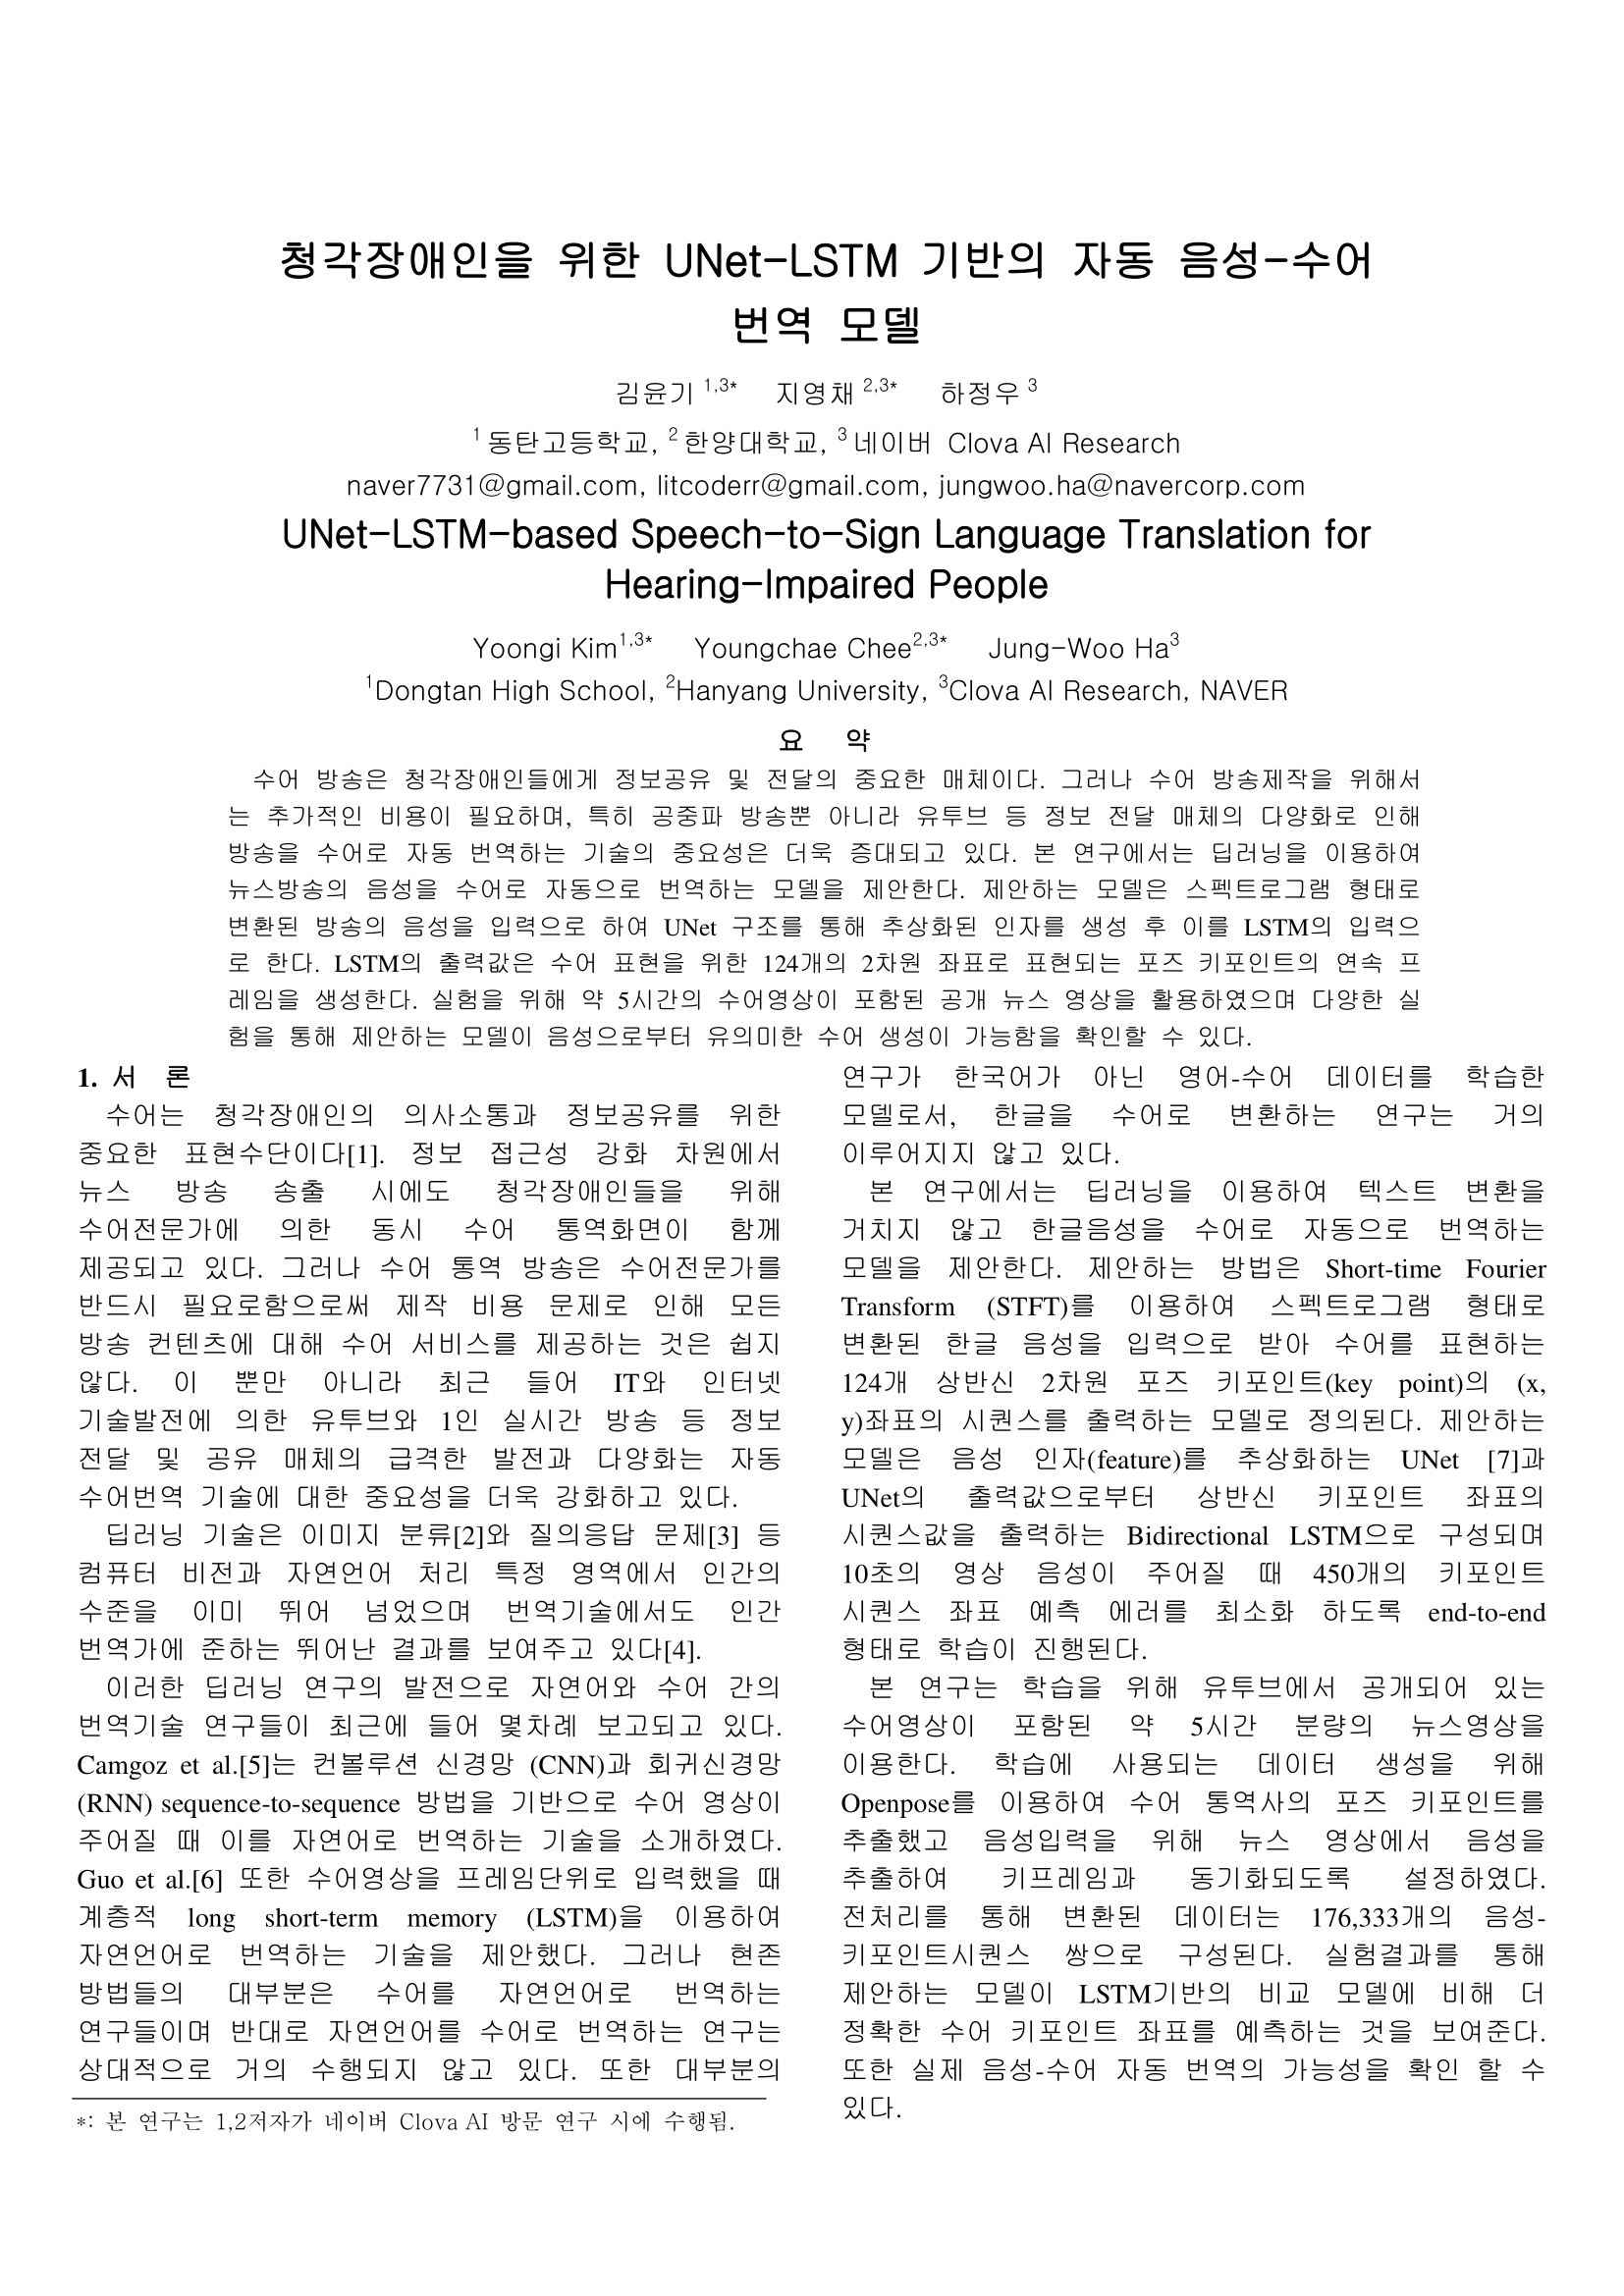 청각장애인을 위한 UNet-LSTM 기반의 자동 음성-수어
번역 모델
김윤기 1,3* 지영채 2,3* 하정우 3
1 동탄고등학교, 2 한양대학교, 3 네이버 Clova AI Research
naver7731@gmail.com, litcoderr@gmail.com, jungwoo.ha@navercorp.com
UNet-LSTM-based Speech-to-Sign Language Translation for
Hearing-Impaired People
Yoongi Kim1,3* Youngchae Chee2,3* Jung-Woo Ha3
1Dongtan High School, 2Hanyang University, 3Clova AI Research, NAVER
요 약
수어 방송은 청각장애인들에게 정보공유 및 전달의 중요한 매체이다. 그러나 수어 방송제작을 위해서
는 추가적인 비용이 필요하며, 특히 공중파 방송뿐 아니라 유투브 등 정보 전달 매체의 다양화로 인해
방송을 수어로 자동 번역하는 기술의 중요성은 더욱 증대되고 있다. 본 연구에서는 딥러닝을 이용하여
뉴스방송의 음성을 수어로 자동으로 번역하는 모델을 제안한다. 제안하는 모델은 스펙트로그램 형태로
변환된 방송의 음성을 입력으로 하여 UNet 구조를 통해 추상화된 인자를 생성 후 이를 LSTM의 입력으
로 한다. LSTM의 출력값은 수어 표현을 위한 124개의 2차원 좌표로 표현되는 포즈 키포인트의 연속 프
레임을 생성한다. 실험을 위해 약 5시간의 수어영상이 포함된 공개 뉴스 영상을 활용하였으며 다양한 실
험을 통해 제안하는 모델이 음성으로부터 유의미한 수어 생성이 가능함을 확인할 수 있다.
1. 서 론
수어는 청각장애인의 의사소통과 정보공유를 위한
중요한 표현수단이다[1]. 정보 접근성 강화 차원에서
뉴스 방송 송출 시에도 청각장애인들을 위해
수어전문가에 의한 동시 수어 통역화면이 함께
제공되고 있다. 그러나 수어 통역 방송은 수어전문가를
반드시 필요로함으로써 제작 비용 문제로 인해 모든
방송 컨텐츠에 대해 수어 서비스를 제공하는 것은 쉽지
않다. 이 뿐만 아니라 최근 들어 IT와 인터넷
기술발전에 의한 유투브와 1인 실시간 방송 등 정보
전달 및 공유 매체의 급격한 발전과 다양화는 자동
수어번역 기술에 대한 중요성을 더욱 강화하고 있다.
딥러닝 기술은 이미지 분류[2]와 질의응답 문제[3] 등
컴퓨터 비전과 자연언어 처리 특정 영역에서 인간의
수준을 이미 뛰어 넘었으며 번역기술에서도 인간
번역가에 준하는 뛰어난 결과를 보여주고 있다[4].
이러한 딥러닝 연구의 발전으로 자연어와 수어 간의
번역기술 연구들이 최근에 들어 몇차례 보고되고 있다.
Camgoz et al.[5]는 컨볼루션 신경망 (CNN)과 회귀신경망
(RNN) sequence-to-sequence 방법을 기반으로 수어 영상이
주어질 때 이를 자연어로 번역하는 기술을 소개하였다.
Guo et al.[6] 또한 수어영상을 프레임단위로 입력했을 때
계층적 long short-term memory (LSTM)을 이용하여
자연언어로 번역하는 기술을 제안했다. 그러나 현존
방법들의 대부분은 수어를 자연언어로 번역하는
연구들이며 반대로 자연언어를 수어로 번역하는 연구는
상대적으로 거의 수행되지 않고 있다. 또한 대부분의
*: 본 연구는 1,2저자가 네이버 Clova AI 방문 연구 시에 수행됨.
연구가 한국어가 아닌 영어-수어 데이터를 학습한
모델로서, 한글을 수어로 변환하는 연구는 거의
이루어지지 않고 있다.
본 연구에서는 딥러닝을 이용하여 텍스트 변환을
거치지 않고 한글음성을 수어로 자동으로 번역하는
모델을 제안한다. 제안하는 방법은 Short-time Fourier
Transform (STFT)를 이용하여 스펙트로그램 형태로
변환된 한글 음성을 입력으로 받아 수어를 표현하는
124개 상반신 2차원 포즈 키포인트(key point)의 (x,
y)좌표의 시퀀스를 출력하는 모델로 정의된다. 제안하는
모델은 음성 인자(feature)를 추상화하는 UNet [7]과
UNet의 출력값으로부터 상반신 키포인트 좌표의
시퀀스값을 출력하는 Bidirectional LSTM으로 구성되며
10초의 영상 음성이 주어질 때 450개의 키포인트
시퀀스 좌표 예측 에러를 최소화 하도록 end-to-end
형태로 학습이 진행된다.
본 연구는 학습을 위해 유투브에서 공개되어 있는
수어영상이 포함된 약 5시간 분량의 뉴스영상을
이용한다. 학습에 사용되는 데이터 생성을 위해
Openpose를 이용하여 수어 통역사의 포즈 키포인트를
추출했고 음성입력을 위해 뉴스 영상에서 음성을
추출하여 키프레임과 동기화되도록 설정하였다.
전처리를 통해 변환된 데이터는 176,333개의 음성-
키포인트시퀀스 쌍으로 구성된다. 실험결과를 통해
제안하는 모델이 LSTM기반의 비교 모델에 비해 더
정확한 수어 키포인트 좌표를 예측하는 것을 보여준다.
또한 실제 음성-수어 자동 번역의 가능성을 확인 할 수
있다.